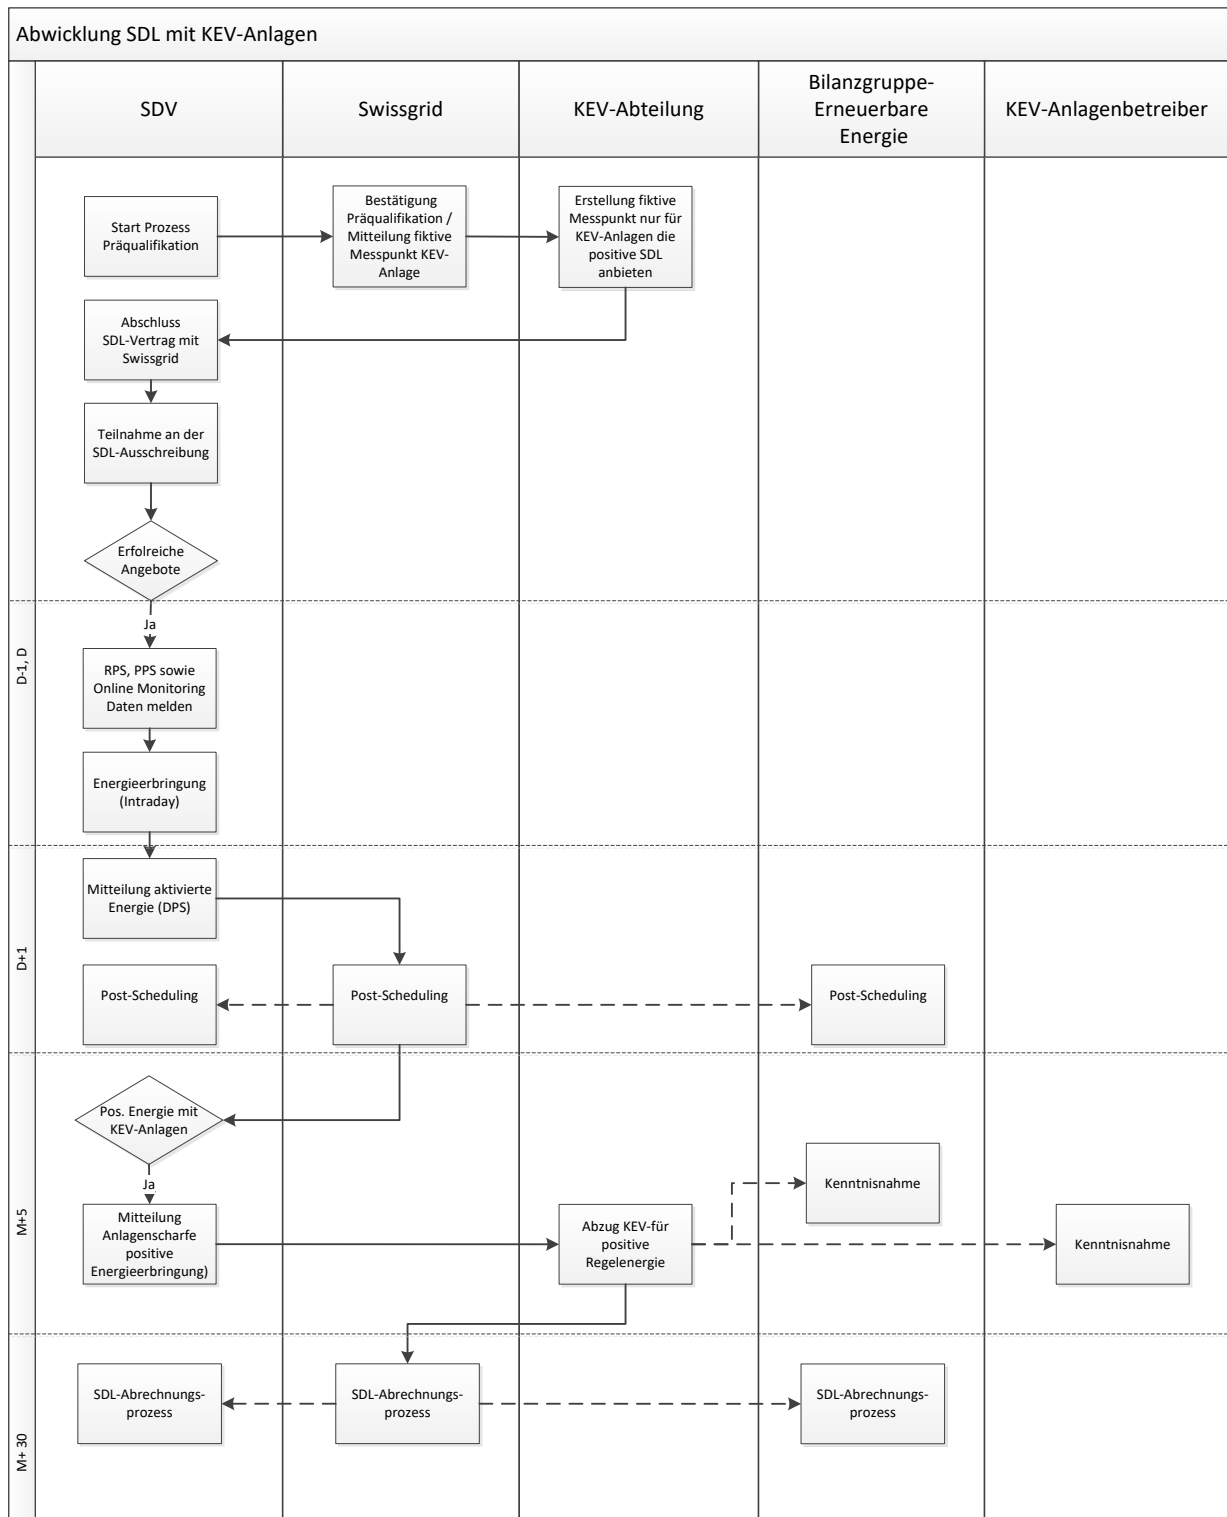 Abwicklung SDL mit KEV-Anlagen
SDV
Swissgrid
KEV-Abteilung
Bilanzgruppe-
Erneuerbare
Energie
KEV-Anlagenbetreiber
Start Prozess
Präqualifikation
Bestätigung
Präqualifikation /
Mitteilung fiktive
Messpunkt KEV-
Anlage
Erstellung fiktive
Messpunkt nur für
KEV-Anlagen die
positive SDL
anbieten
Abschluss
SDL-Vertrag mit
Swissgrid
Teilnahme an der
SDL-Ausschreibung
Erfolreiche
Angebote
D-1, D
Ja
RPS, PPS sowie
Online Monitoring
Daten melden
Energieerbringung
(Intraday)
D+1
Mitteilung aktivierte
Energie (DPS)
Post-Scheduling
Post-Scheduling
Post-Scheduling
M+5
Pos. Energie mit
KEV-Anlagen
Ja
Mitteilung
Anlagenscharfe
positive
Energieerbringung)
Abzug KEV-für
positive
Regelenergie
Kenntnisnahme
Kenntnisnahme
M+ 30
SDL-Abrechnungs-
prozess
SDL-Abrechnungs-
prozess
SDL-Abrechnungs-
prozess